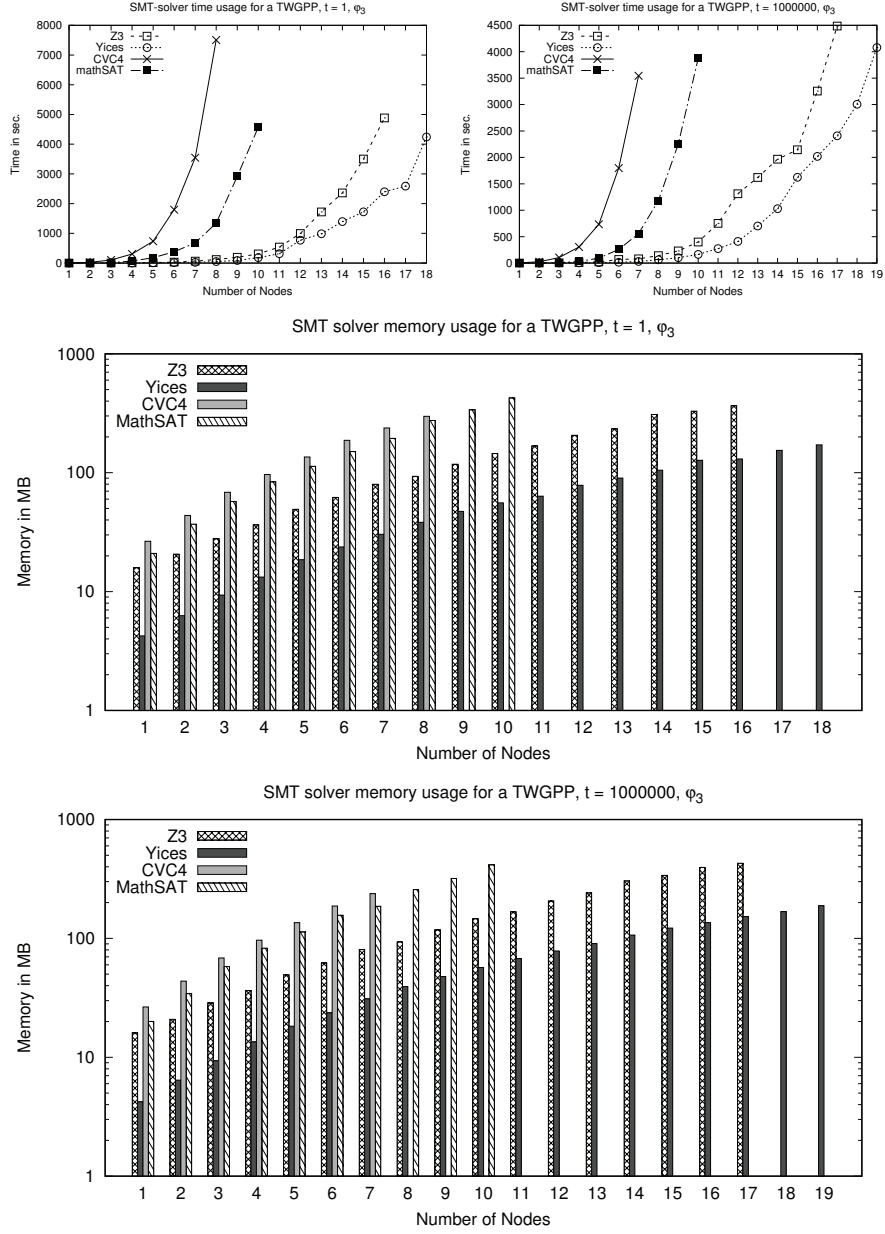 SMT-solver time usage for a TWGPP, t = 1, φ3
Time in sec.
8000
7000
6000
5000
4000
3000
2000
1000
0
Z3
Yices
CVC4
mathSAT
1 2 3 4 5 6 7 8 9 10 11 12 13 14 15 16 17 18
Number of Nodes
SMT-solver time usage for a TWGPP, t = 1000000, φ3
Time in sec.
4500
4000
3500
3000
2500
2000
1500
1000
500
0
Z3
Yices
CVC4
mathSAT
1 2 3 4 5 6 7 8 9 10 11 12 13 14 15 16 17 18 19
Number of Nodes
SMT solver memory usage for a TWGPP, t = 1, φ3
Memory in MB
1000
100
10
1
Z3
Yices
CVC4
MathSAT
1 2 3 4 5 6 7 8 9 10 11 12 13 14 15 16 17 18
Number of Nodes
SMT solver memory usage for a TWGPP, t = 1000000, φ3
Memory in MB
1000
100
10
1
Z3
Yices
CVC4
MathSAT
1 2 3 4 5 6 7 8 9 10 11 12 13 14 15 16 17 18 19
Number of Nodes